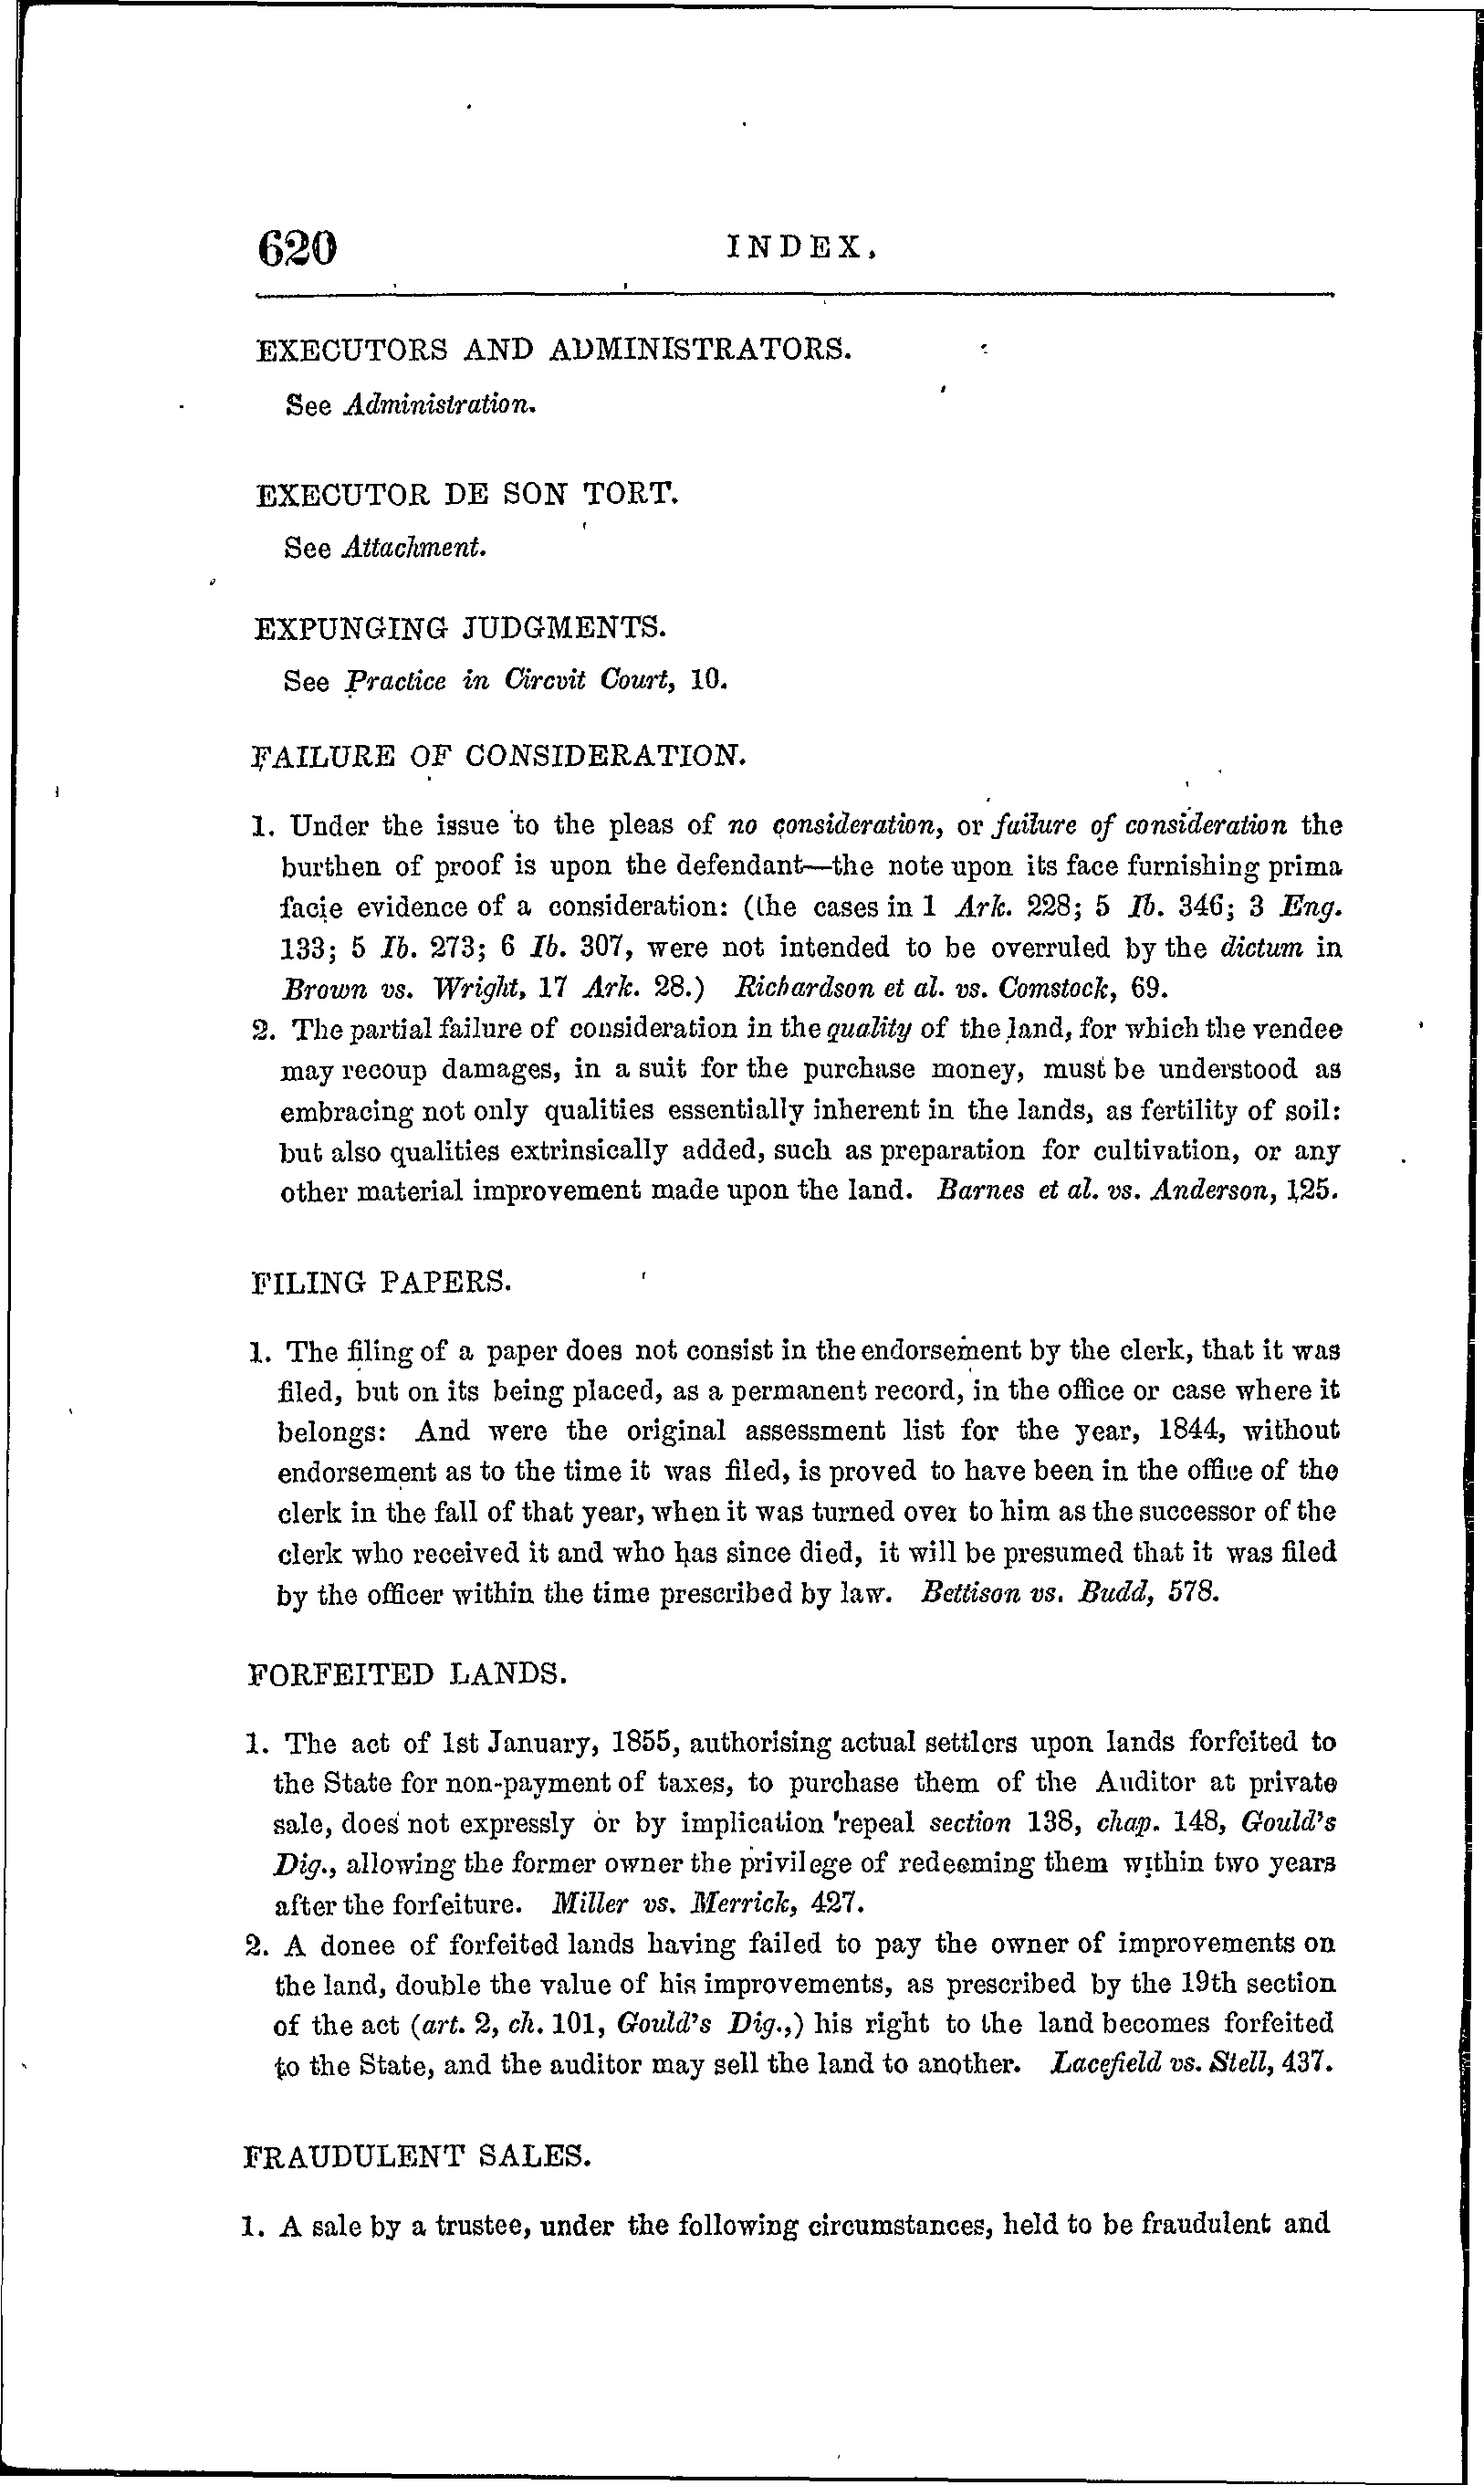 620 INDEX.
EXECUTORS AND ADMINISTRATORS.
See Administration.
EXECUTOR DE SON TORT.
See Attachment.
EXPUNGING JUDGMENTS.
See Practice in Circvit Court, 10.
FAILURE OF CONSIDERATION.
1. Under the issue to the pleas of no consideration, or failure of consideration the
burthen of proof is upon the defendant—the note upon its face furnishing prima
facie evidence of a consideration: (the cases in 1 Ark. 228; 5 Ib. 346; 3 Eng.
133; 5 Ib. 273; 6 Ib. 307, were not intended to be overruled by the dictum in
Brown vs. Wright, 17 Ark. 28.) Richardson et al. vs. Comstock, 69.
2. The partial failure of consideration in the quality of the land, for which the vendee
may recoup damages, in a suit for the purchase money, must be understood as
embracing not only qualities essentially inherent in the lands, as fertility of soil:
but also qualities extrinsically added, such as preparation for cultivation, or any
other material improvement made upon the land. Barnes et al. vs. Anderson, 125.
FILING PAPERS.
1. The filing of a paper does not consist in the endorsement by the clerk, that it was
filed, but on its being placed, as a permanent record, in the office or case where it
belongs: And were the original assessment list for the year, 1844, without
endorsement as to the time it was filed, is proved to have been in the office of the
clerk in the fall of that year, when it was turned over to him as the successor of the
clerk who received it and who has since died, it will be presumed that it was filed
by the officer within the time prescribed by law. Bettison vs. Budd, 578.
FORFEITED LANDS.
1. The act of 1st January, 1855, authorising actual settlers upon lands forfeited to
the State for non-payment of taxes, to purchase them of the Auditor at private
sale, does not expressly or by implication repeal section 138, chap. 148, Gould's
Dig., allowing the former owner the privilege of redeeming them within two years
after the forfeiture. Miller vs. Merrick, 427.
2. A donee of forfeited lands having failed to pay the owner of improvements on
the land, double the value of his improvements, as prescribed by the 19th section
of the act (art. 2, ch. 101, Gould's Dig.,) his right to the land becomes forfeited
to the State, and the auditor may sell the land to another. Lacefield vs. Stell, 437.
FRAUDULENT SALES.
1. A sale by a trustee, under the following circumstances, held to be fraudulent and